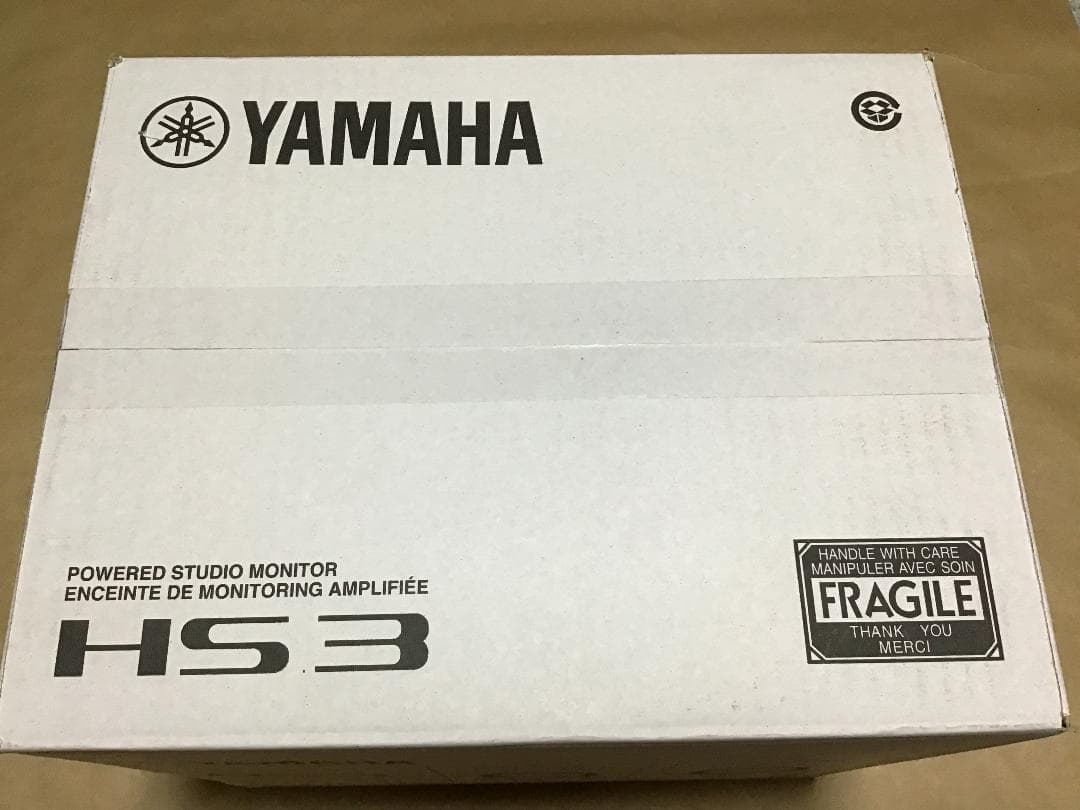 YAMAHA
POWERED STUDIO MONITOR
ENCEINTE DE MONITORING AMPLIFIÉE
HS3
HANDLE WITH CARE
MANIPULER AVEC SOIN
FRAGILE
THANK YOU
MERCI